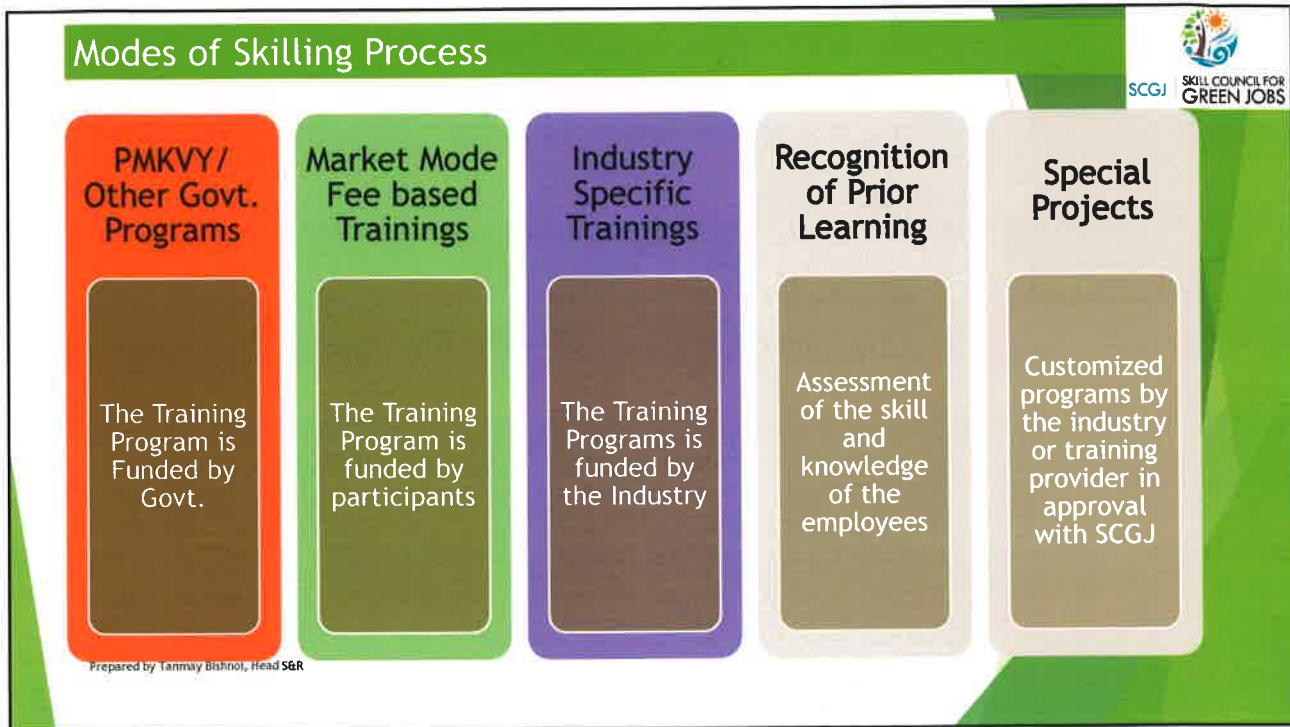 Modes of Skilling Process
SCGJ
SKILL COUNCIL FOR
GREEN JOBS
PMKVY/
Other Govt.
Programs
The Training
Program is
Funded by
Govt.
Market Mode
Fee based
Trainings
The Training
Program is
funded by
participants
Industry
Specific
Trainings
The Training
Programs is
funded by
the Industry
Recognition
of Prior
Learning
Assessment
of the skill
and
knowledge
of the
employees
Special
Projects
Customized
programs by
the industry
or training
provider in
approval
with SCGJ
Prepared by Tanmay Bishnoi, Head S&R